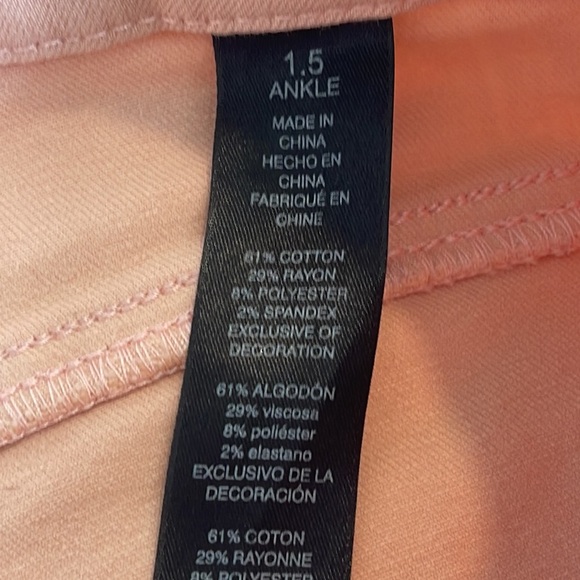 1.5
ANKLE
MADE IN
CHINA
HECHO EN
CHINA
FABRIQUÉ EN
CHINE
61% COTTON
29% RAYON
8% POLYESTER
2% SPANDEX
EXCLUSIVE OF
DECORATION
61% ALGODÓN
29% viscosa
8% poliéster
2% elastano
EXCLUSIVO DE LA
DECORACIÓN
61% COTON
29% RAYONNE
8% POLYESTER